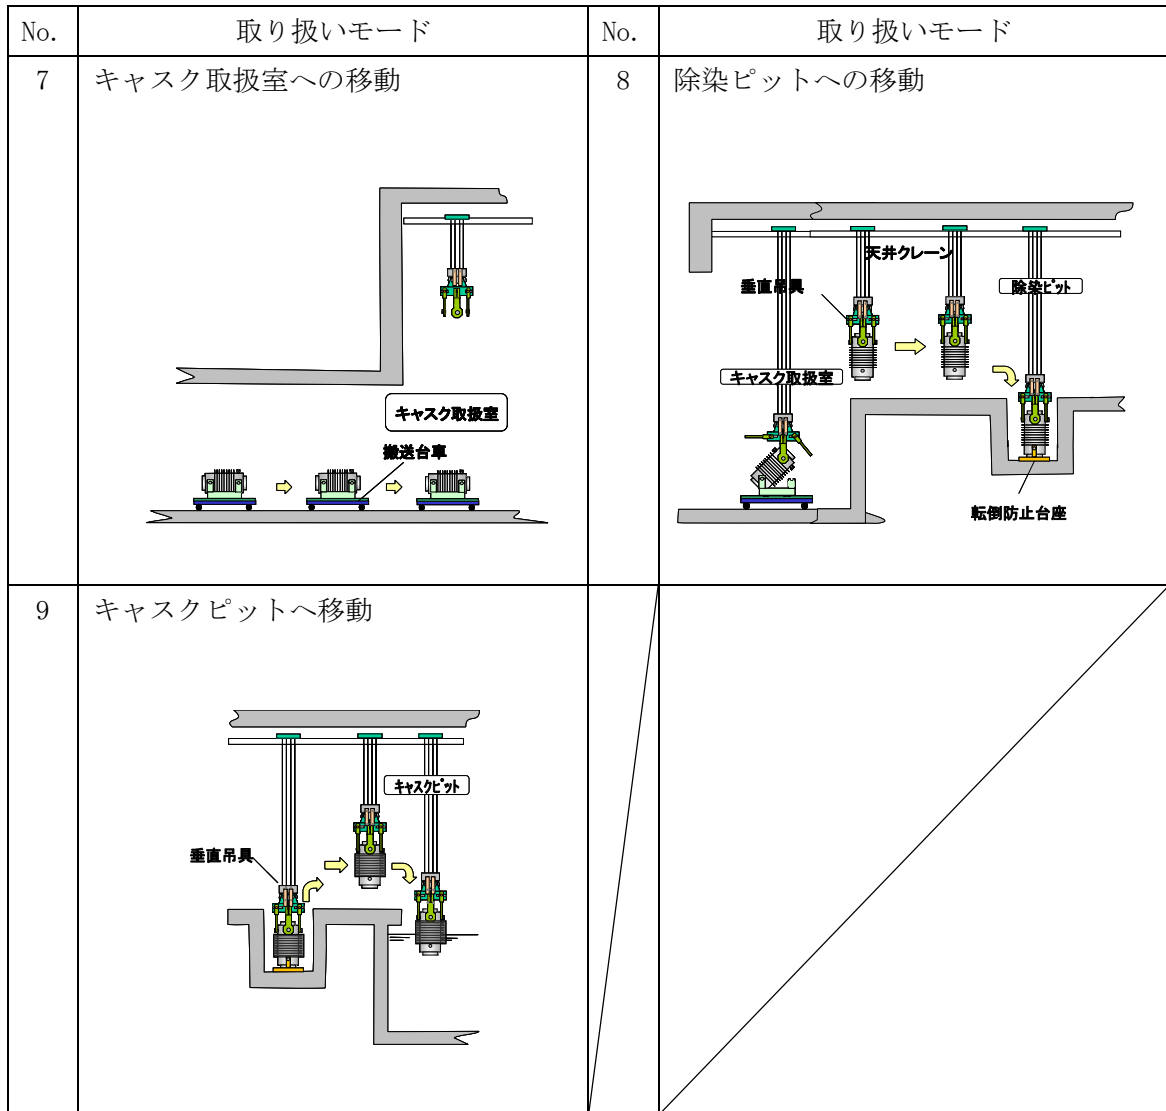 No.
取り扱いモード
No.
取り扱いモード
7
キャスク取扱室への移動
キャスク取扱室
搬送台車
8
除染ピットへの移動
天井クレーン
垂直吊具
除染ピット
キャスク取扱室
転倒防止台座
9
キャスクピットへ移動
キャスクピット
垂直吊具